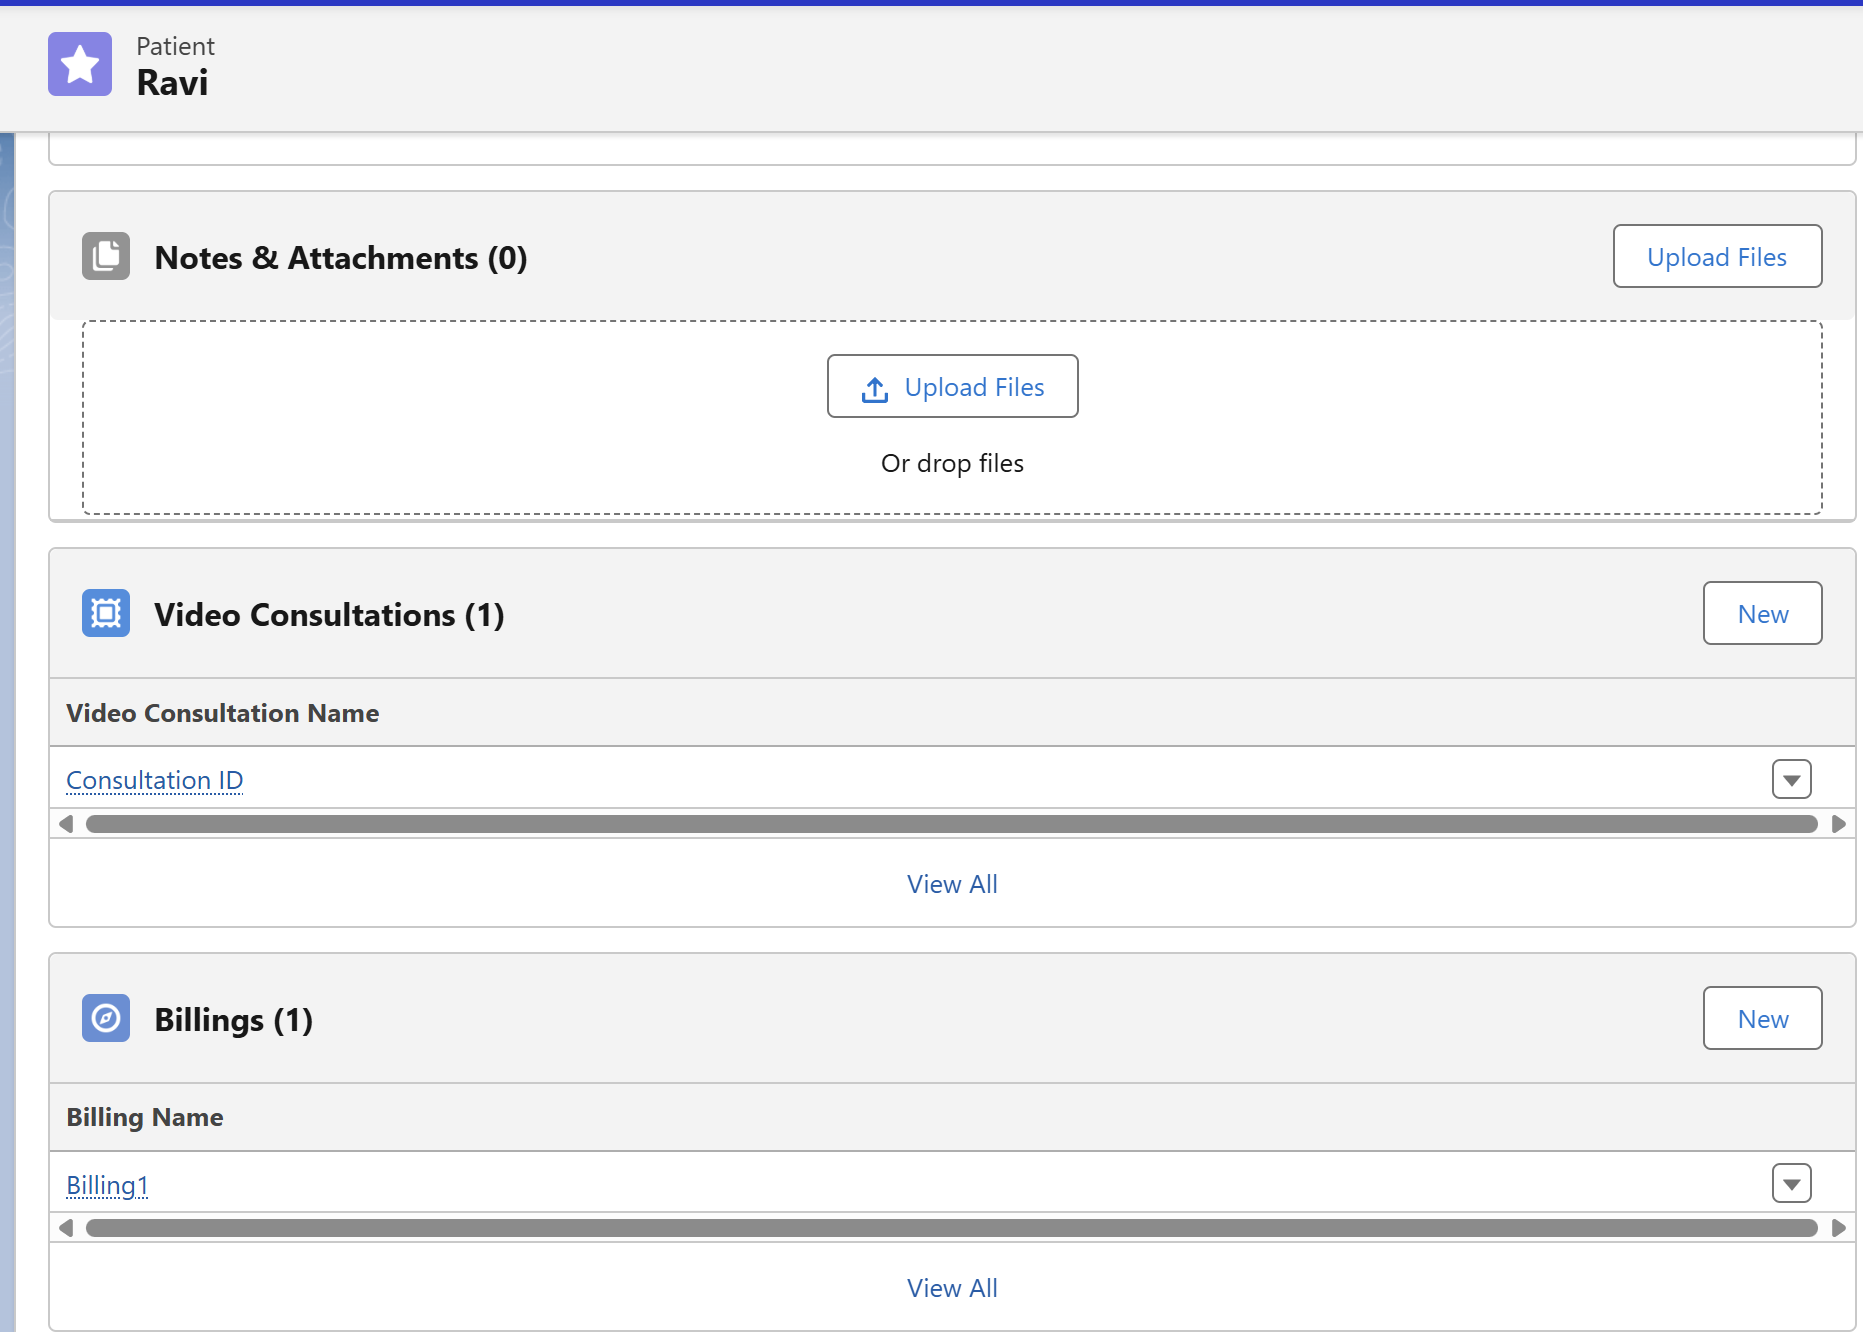 Patient
Ravi
Notes & Attachments (0)
Upload Files
Upload Files
Or drop files
Video Consultations (1)
New
Video Consultation Name
Consultation ID
View All
Billings (1)
New
Billing Name
Billing1
View All